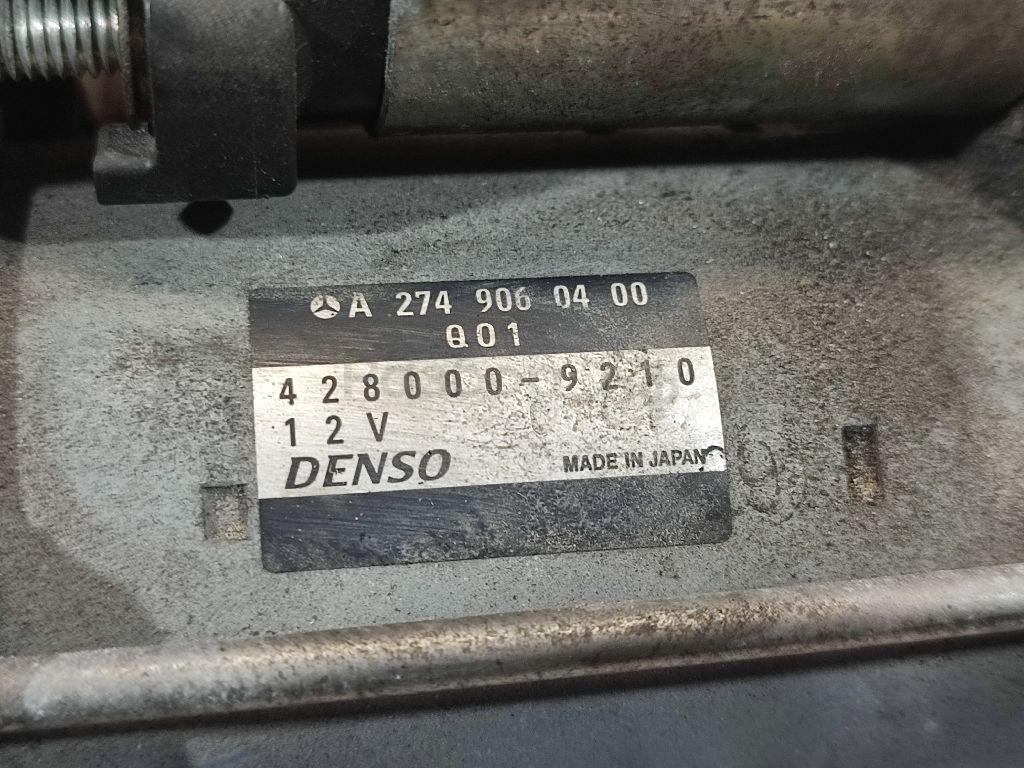 A 274 906 04 00
Q01
428000-9210
12V
DENSO MADE IN JAPAN